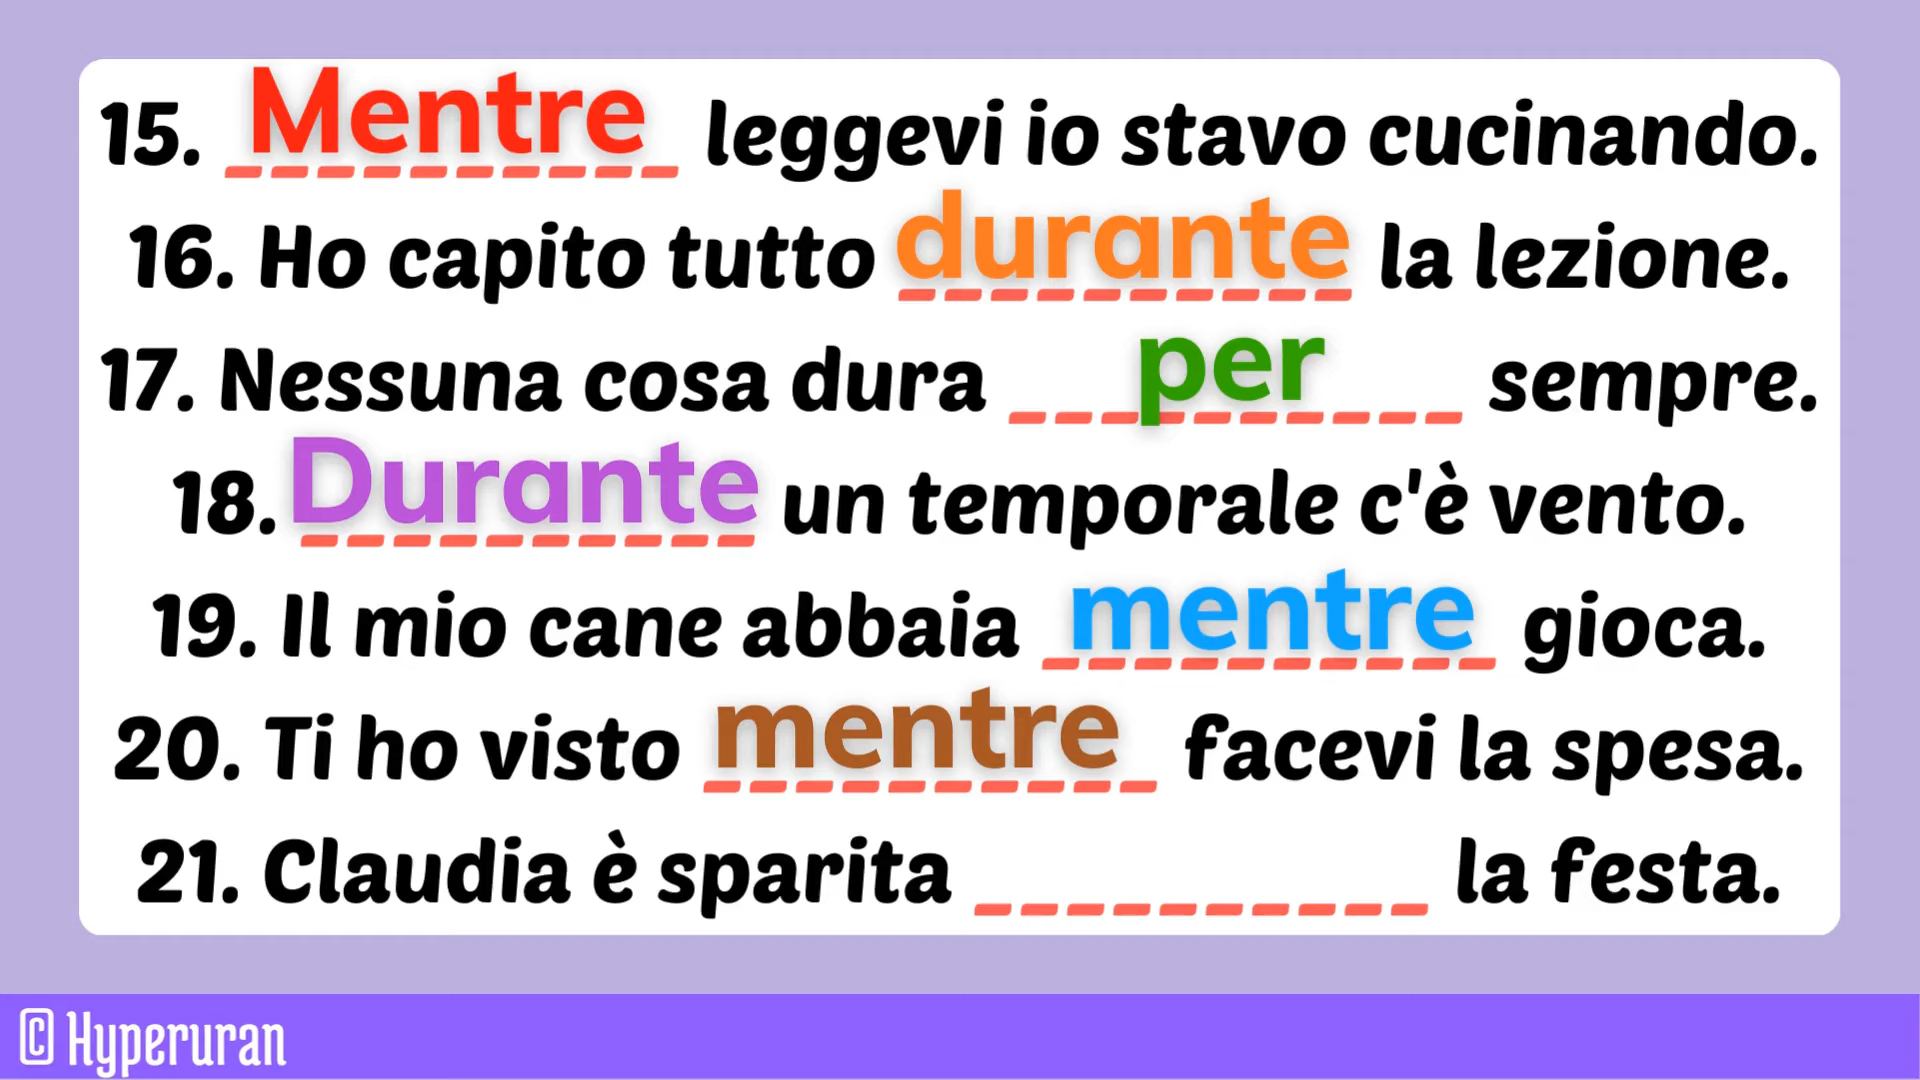 15. Mentre leggevi io stavo cucinando.
16. Ho capito tutto durante la lezione.
17. Nessuna cosa dura per sempre.
18. Durante un temporale c'è vento.
19. Il mio cane abbaia mentre gioca.
20. Ti ho visto mentre facevi la spesa.
21. Claudia è sparita __________ la festa.
© Hyperuran